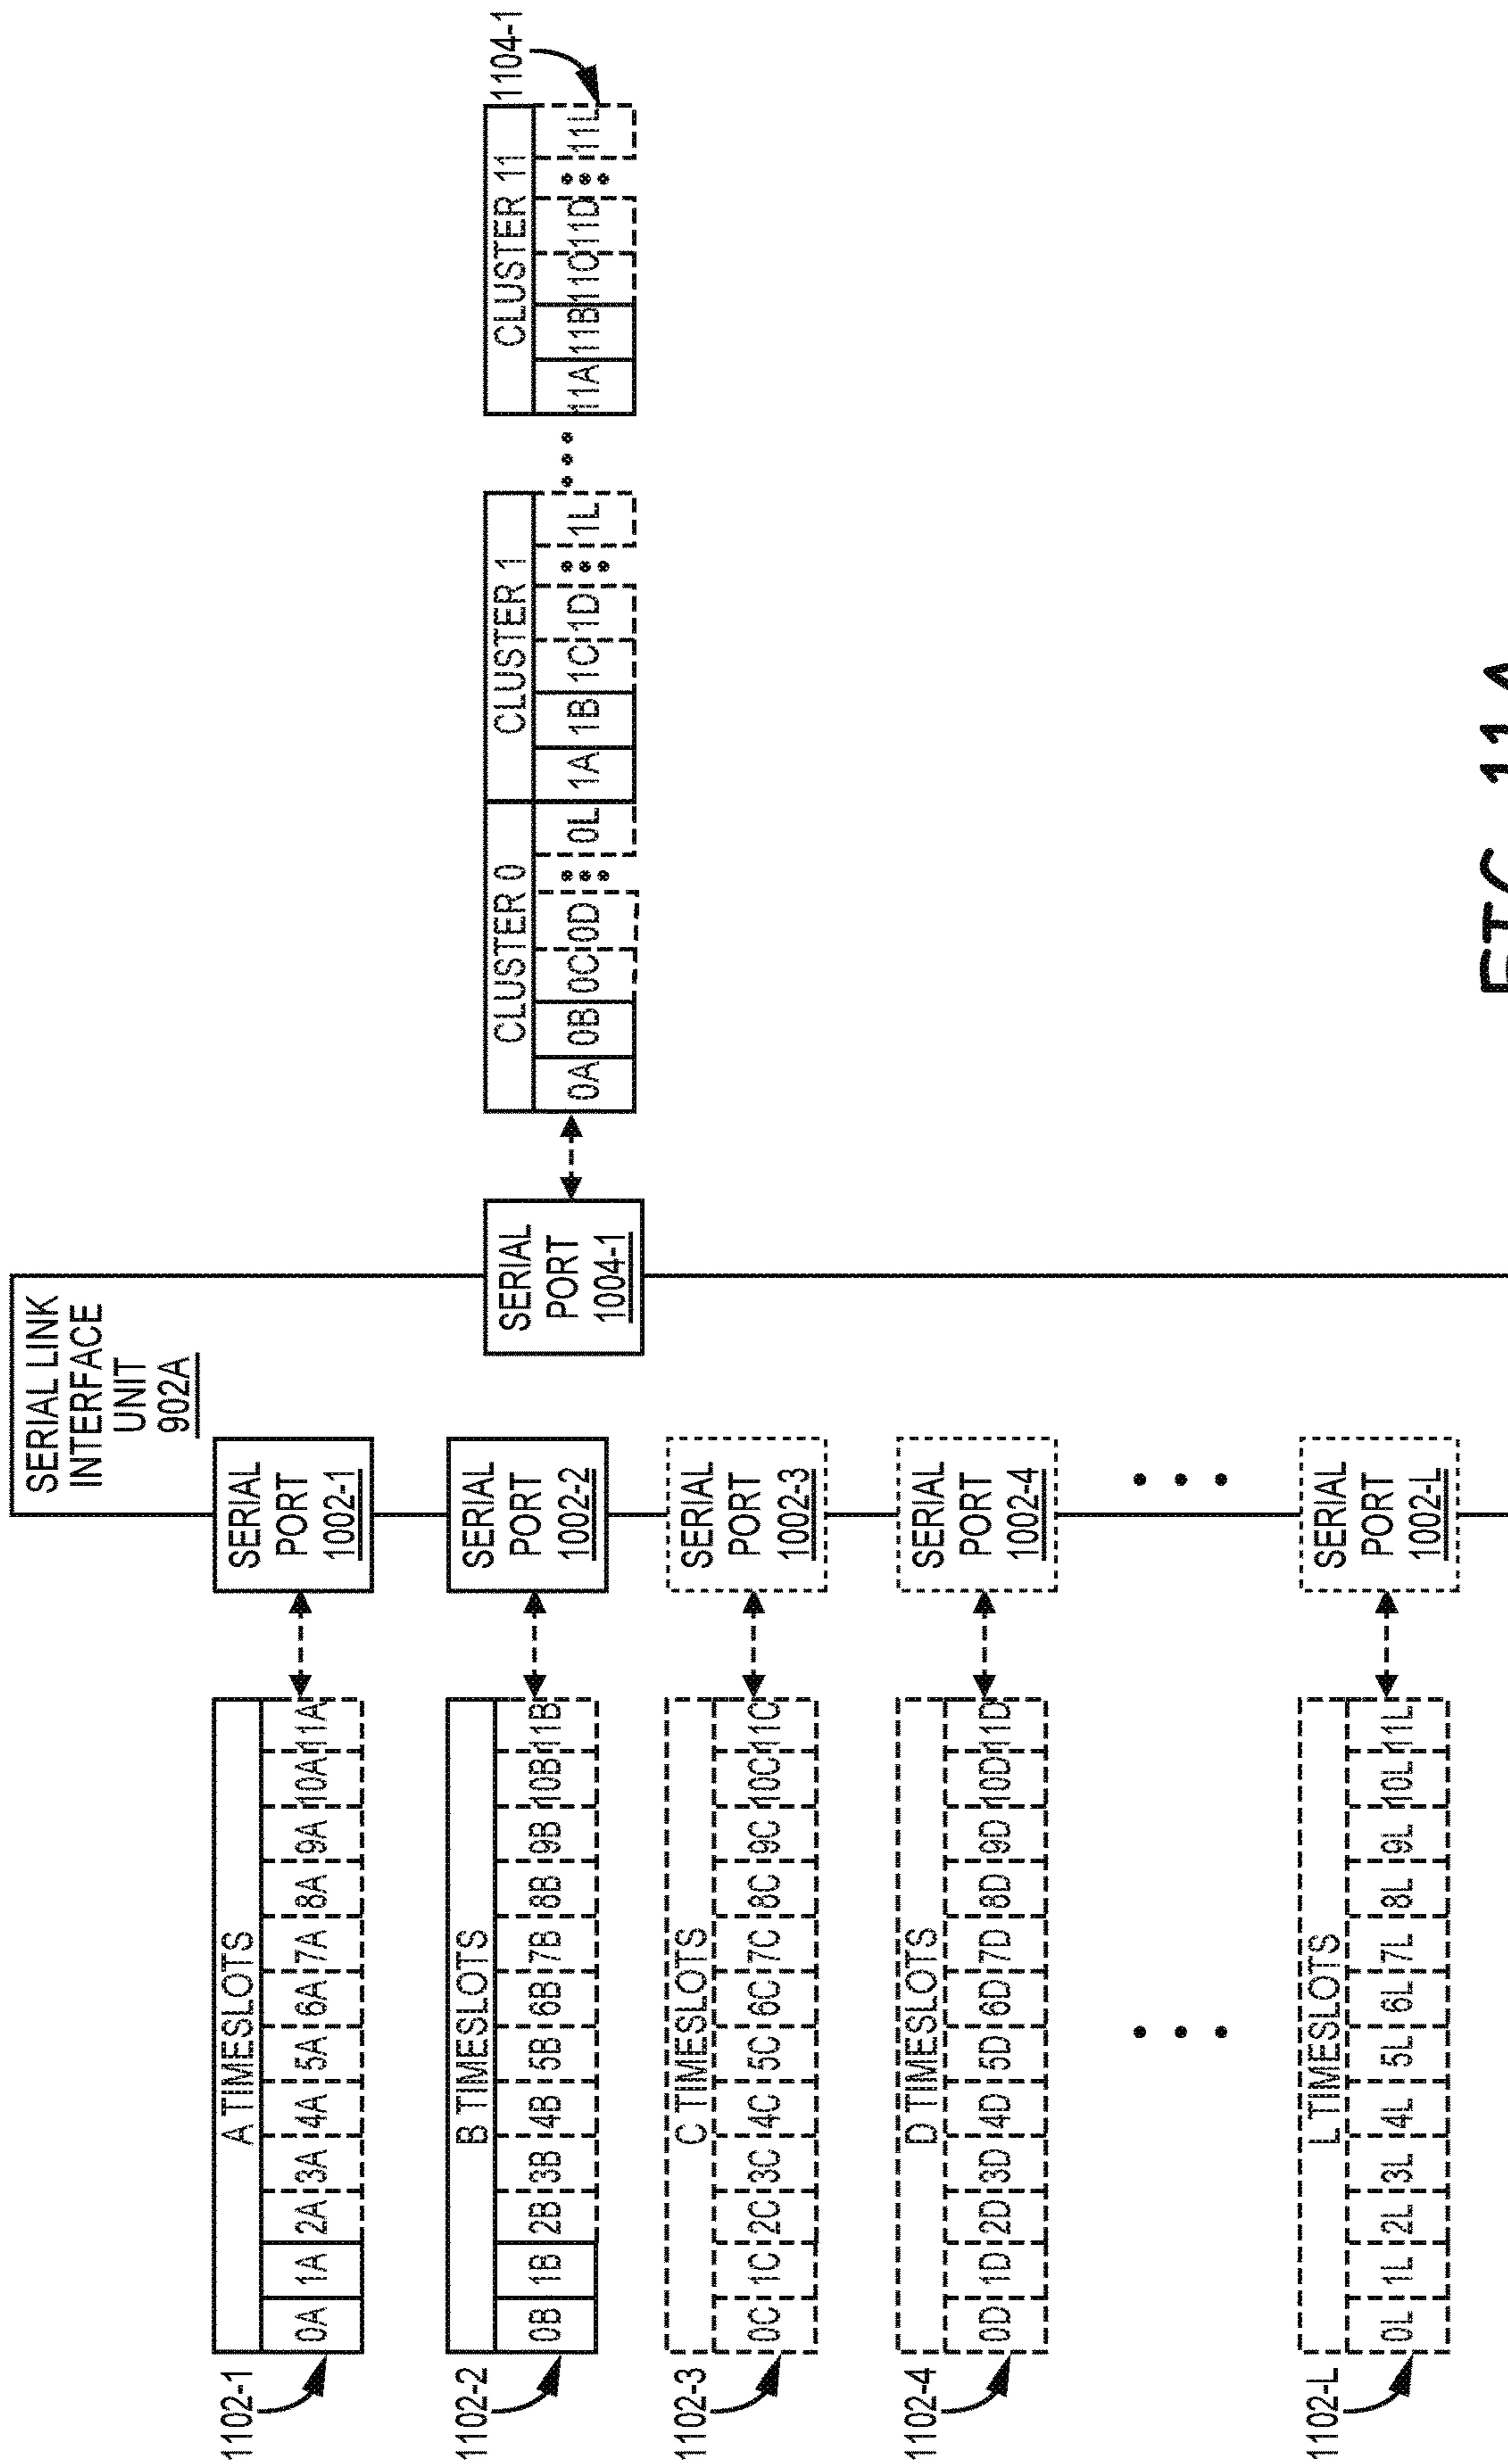 SERIAL LINK
INTERFACE
UNIT
902A
1102-1
A TIMESLOTS
0A 1A 2A 3A 4A 5A 6A 7A 8A 9A 10A 11A
SERIAL
PORT
1002-1
1102-2
B TIMESLOTS
0B 1B 2B 3B 4B 5B 6B 7B 8B 9B 10B 11B
SERIAL
PORT
1002-2
SERIAL
PORT
1004-1
CLUSTER 0 CLUSTER 1 CLUSTER 11
0A 0B 0C 0D ••• 0L 1A 1B 1C 1D ••• 1L ••• 11A 11B 11C 11D ••• 11L
1104-1
1102-3
C TIMESLOTS
0C 1C 2C 3C 4C 5C 6C 7C 8C 9C 10C 11C
SERIAL
PORT
1002-3
1102-4
D TIMESLOTS
0D 1D 2D 3D 4D 5D 6D 7D 8D 9D 10D 11D
SERIAL
PORT
1002-4
1102-L
L TIMESLOTS
0L 1L 2L 3L 4L 5L 6L 7L 8L 9L 10L 11L
SERIAL
PORT
1002-L
FIG. 11A